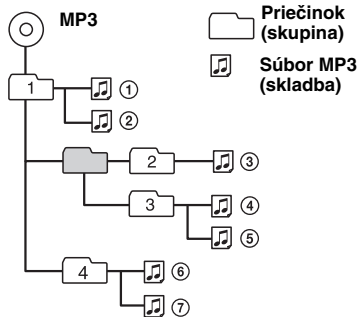 MP3
Priečinok
(skupina)
Súbor MP3
(skladba)
1
①
②
2
③
3
④
⑤
4
⑥
⑦